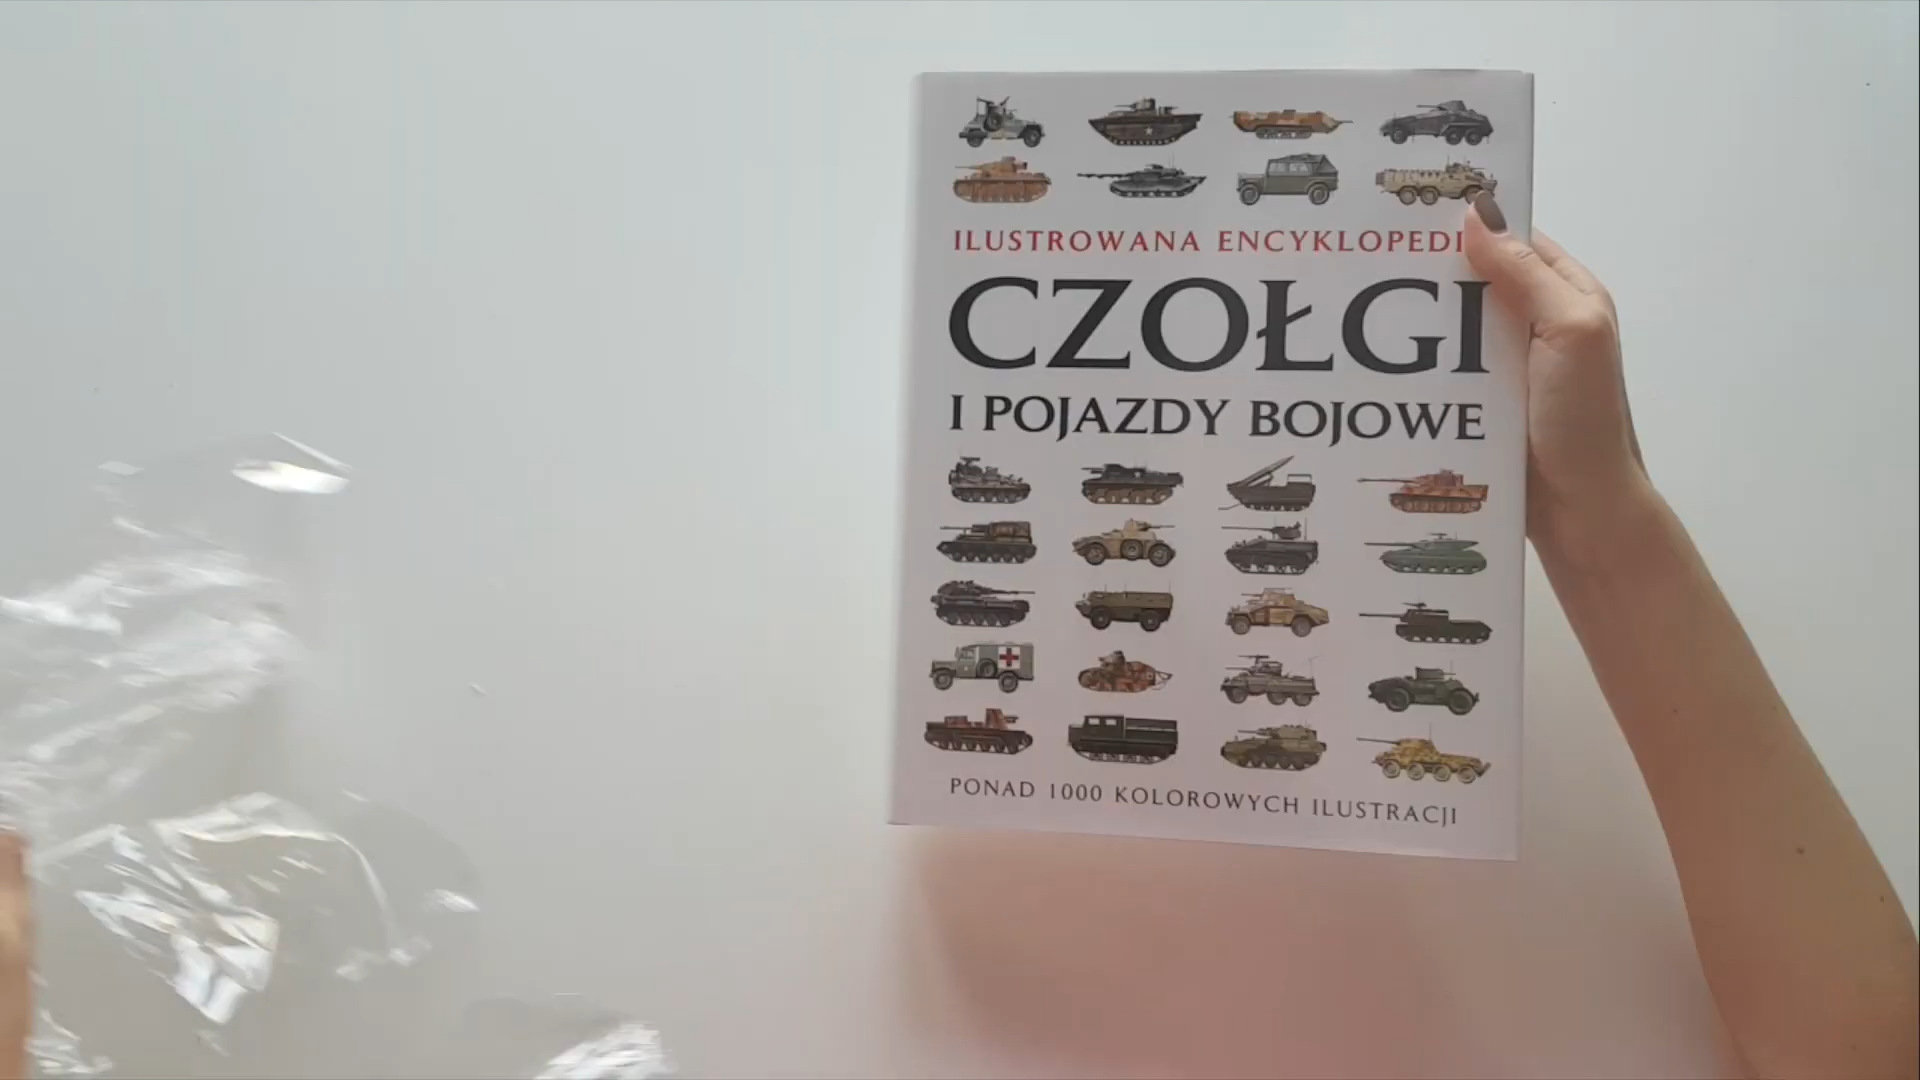 ILUSTROWANA ENCYKLOPEDI
CZOŁGI
I POJAZDY BOJOWE
PONAD 1000 KOLOROWYCH ILUSTRACJI